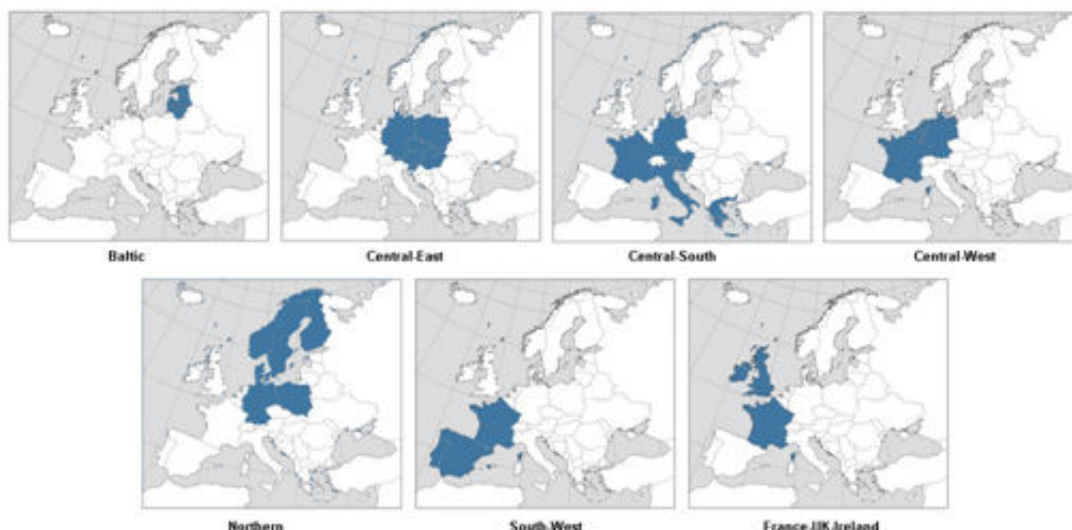 Baltic
Central-East
Central-South
Central-West
Northern
South-West
France-UK-Ireland